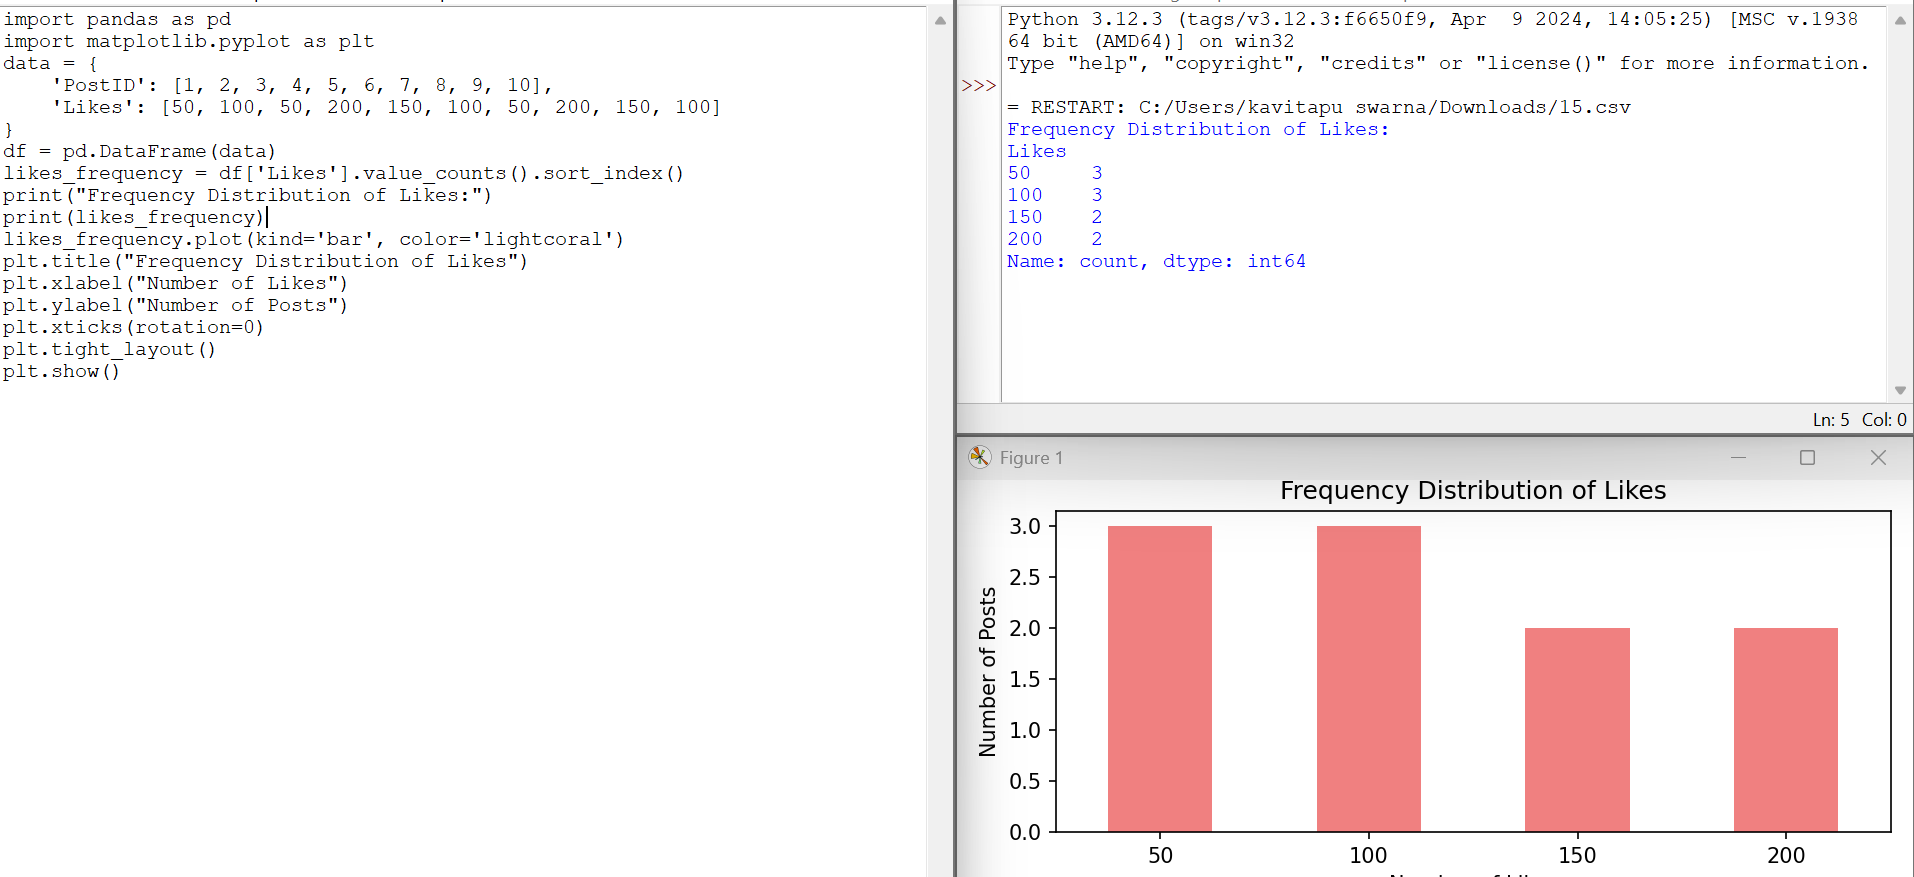 import pandas as pd
import matplotlib.pyplot as plt
data = {
    'PostID': [1, 2, 3, 4, 5, 6, 7, 8, 9, 10],
    'Likes': [50, 100, 50, 200, 150, 100, 50, 200, 150, 100]
}
df = pd.DataFrame(data)
likes_frequency = df['Likes'].value_counts().sort_index()
print("Frequency Distribution of Likes:")
print(likes_frequency)
likes_frequency.plot(kind='bar', color='lightcoral')
plt.title("Frequency Distribution of Likes")
plt.xlabel("Number of Likes")
plt.ylabel("Number of Posts")
plt.xticks(rotation=0)
plt.tight_layout()
plt.show()
Python 3.12.3 (tags/v3.12.3:f6650f9, Apr  9 2024, 14:05:25) [MSC v.1938
64 bit (AMD64)] on win32
Type "help", "copyright", "credits" or "license()" for more information.
>>>
= RESTART: C:/Users/kavitapu swarna/Downloads/15.csv
Frequency Distribution of Likes:
Likes
50     3
100    3
150    2
200    2
Name: count, dtype: int64
Ln: 5 Col: 0
Figure 1
Frequency Distribution of Likes
3.0
2.5
2.0
1.5
1.0
0.5
0.0
Number of Posts
50 100 150 200